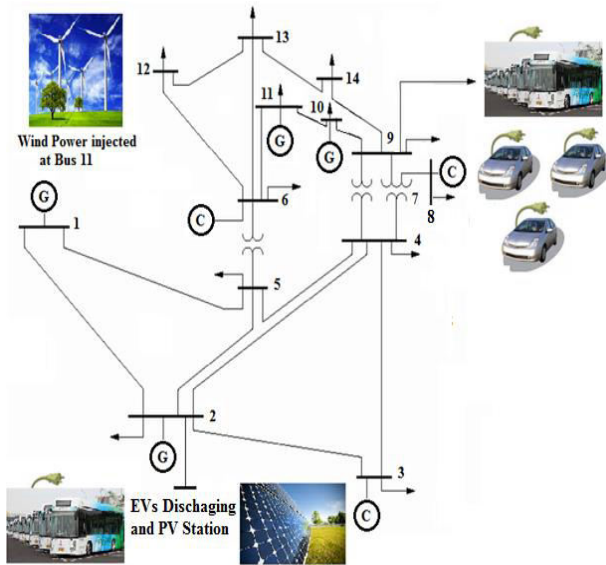 13
12
14
11
10
G
G
9
Wind Power injected
at Bus 11
G
1
C
6
7
C
8
4
5
2
G
3
C
EVs Dischaging
and PV Station